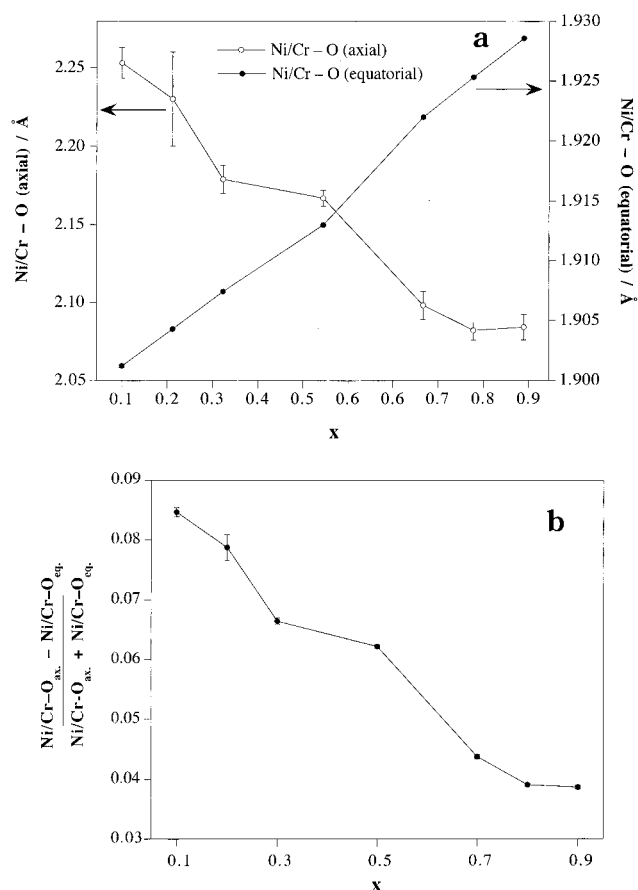 a
Ni/Cr – O (axial)
Ni/Cr – O (equatorial)
2.25
2.20
2.15
2.10
2.05
Ni/Cr – O (axial) / Å
1.930
1.925
1.920
1.915
1.910
1.905
1.900
Ni/Cr – O
(equatorial) / Å
0.1 0.2 0.3 0.4 0.5 0.6 0.7 0.8 0.9
x
b
0.09
0.08
0.07
0.06
0.05
0.04
0.03
Ni/Cr–Oax. – Ni/Cr–Oeq.
Ni/Cr-Oax. + Ni/Cr–Oeq.
0.1 0.3 0.5 0.7 0.9
x